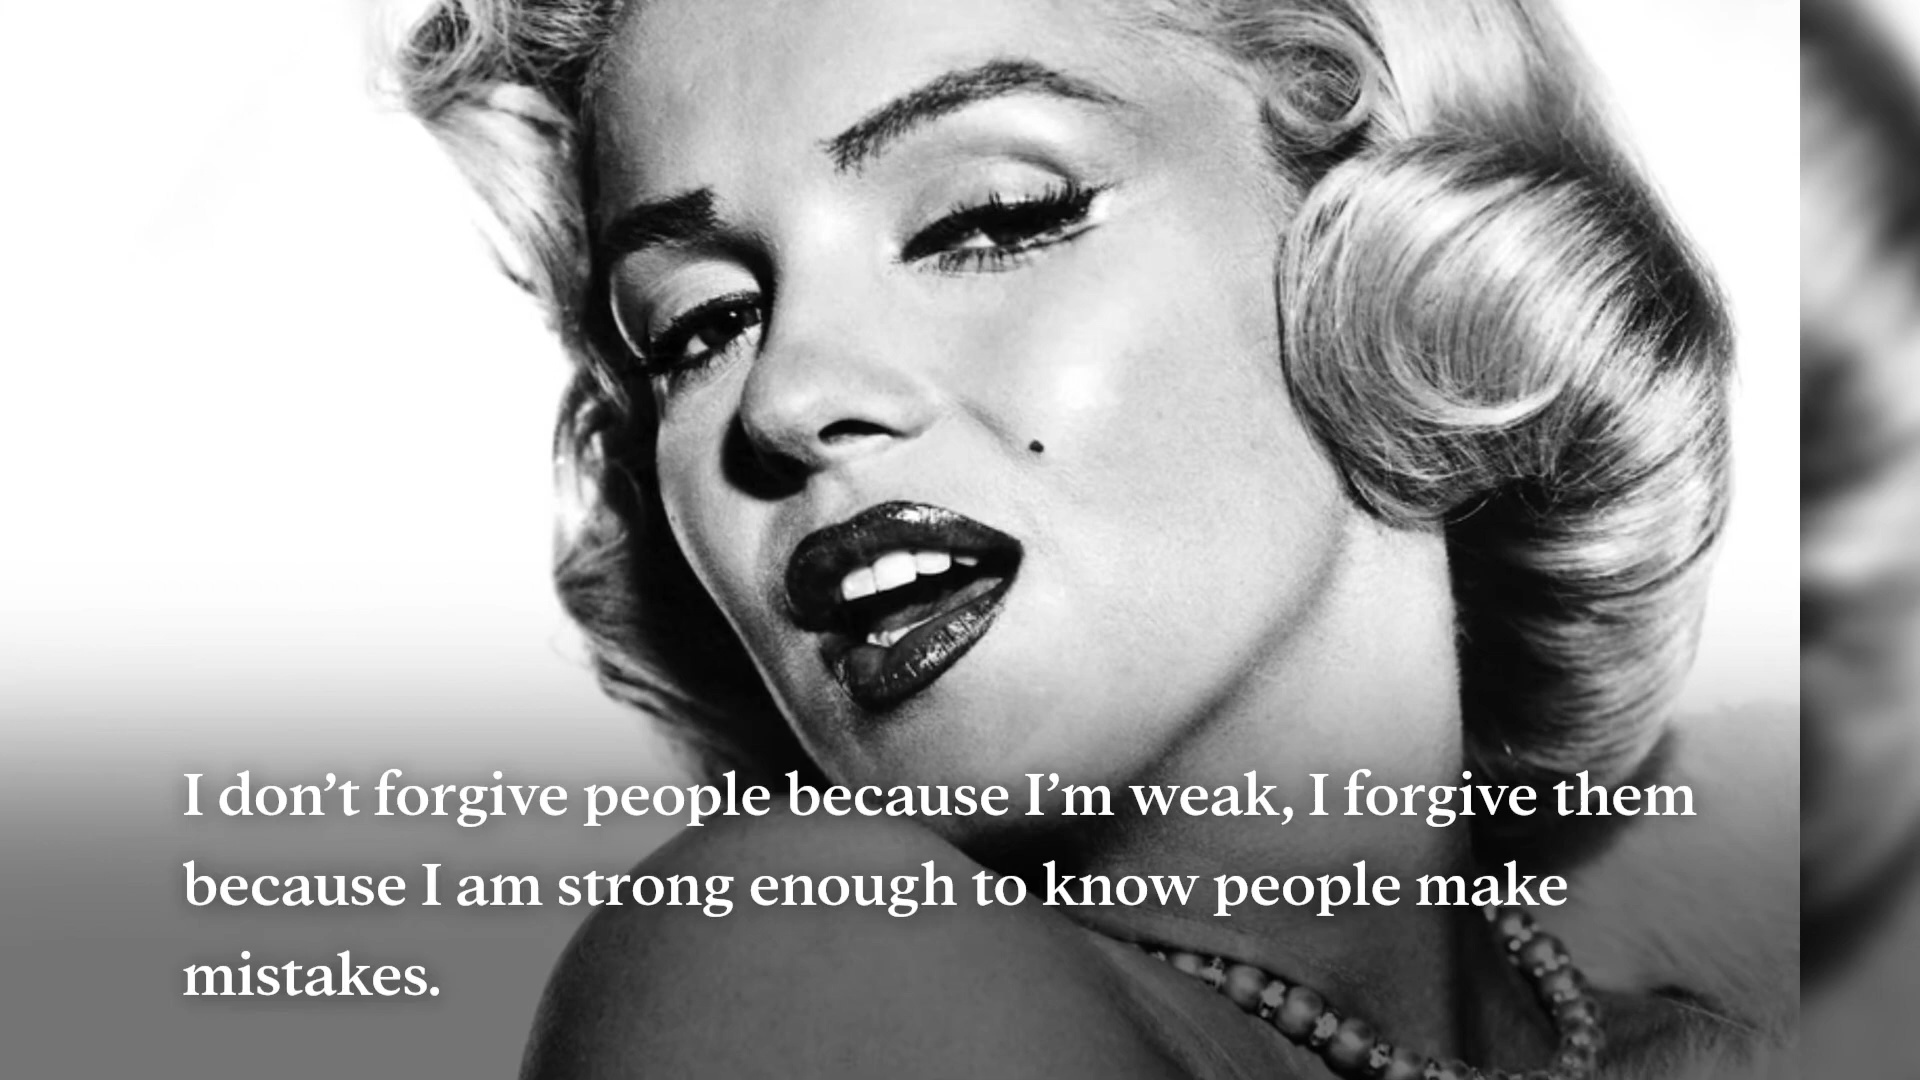 I don’t forgive people because I’m weak, I forgive them
because I am strong enough to know people make
mistakes.